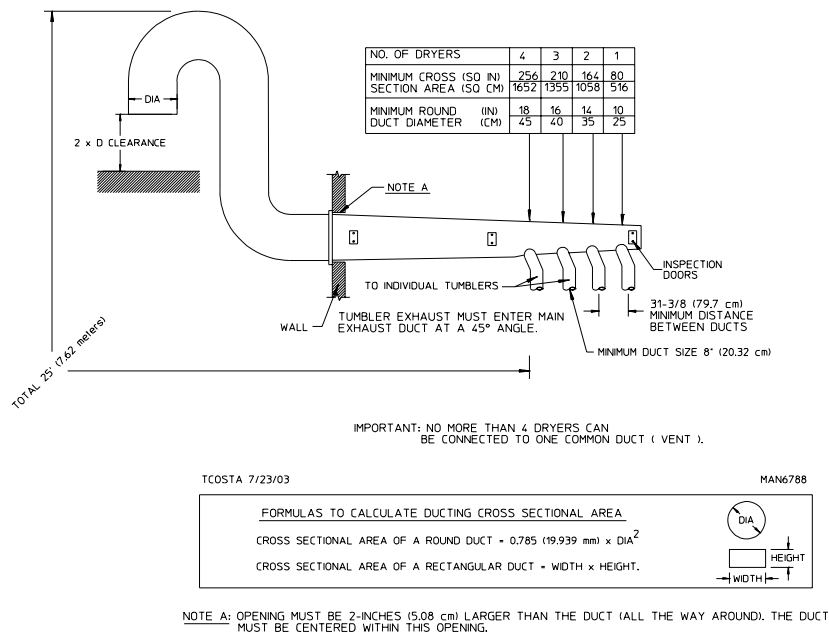 NO. OF DRYERS 4 3 2 1
MINIMUM CROSS (SQ IN) 256 210 164 80
SECTION AREA (SQ CM) 1652 1355 1058 516
MINIMUM ROUND (IN) 18 16 14 10
DUCT DIAMETER (CM) 45 40 35 25
DIA
2 x D CLEARANCE
NOTE A
INSPECTION
DOORS
TO INDIVIDUAL TUMBLERS
31-3/8 (79.7 cm)
MINIMUM DISTANCE
BETWEEN DUCTS
WALL
TUMBLER EXHAUST MUST ENTER MAIN
EXHAUST DUCT AT A 45° ANGLE.
MINIMUM DUCT SIZE 8" (20.32 cm)
TOTAL 25' (7.62 meters)
IMPORTANT: NO MORE THAN 4 DRYERS CAN
BE CONNECTED TO ONE COMMON DUCT ( VENT ).
TCOSTA 7/23/03
MAN6788
FORMULAS TO CALCULATE DUCTING CROSS SECTIONAL AREA
CROSS SECTIONAL AREA OF A ROUND DUCT = 0.785 (19.939 mm) x DIA²
CROSS SECTIONAL AREA OF A RECTANGULAR DUCT = WIDTH x HEIGHT.
DIA
HEIGHT
WIDTH
NOTE A: OPENING MUST BE 2-INCHES (5.08 cm) LARGER THAN THE DUCT (ALL THE WAY AROUND). THE DUCT
MUST BE CENTERED WITHIN THIS OPENING.